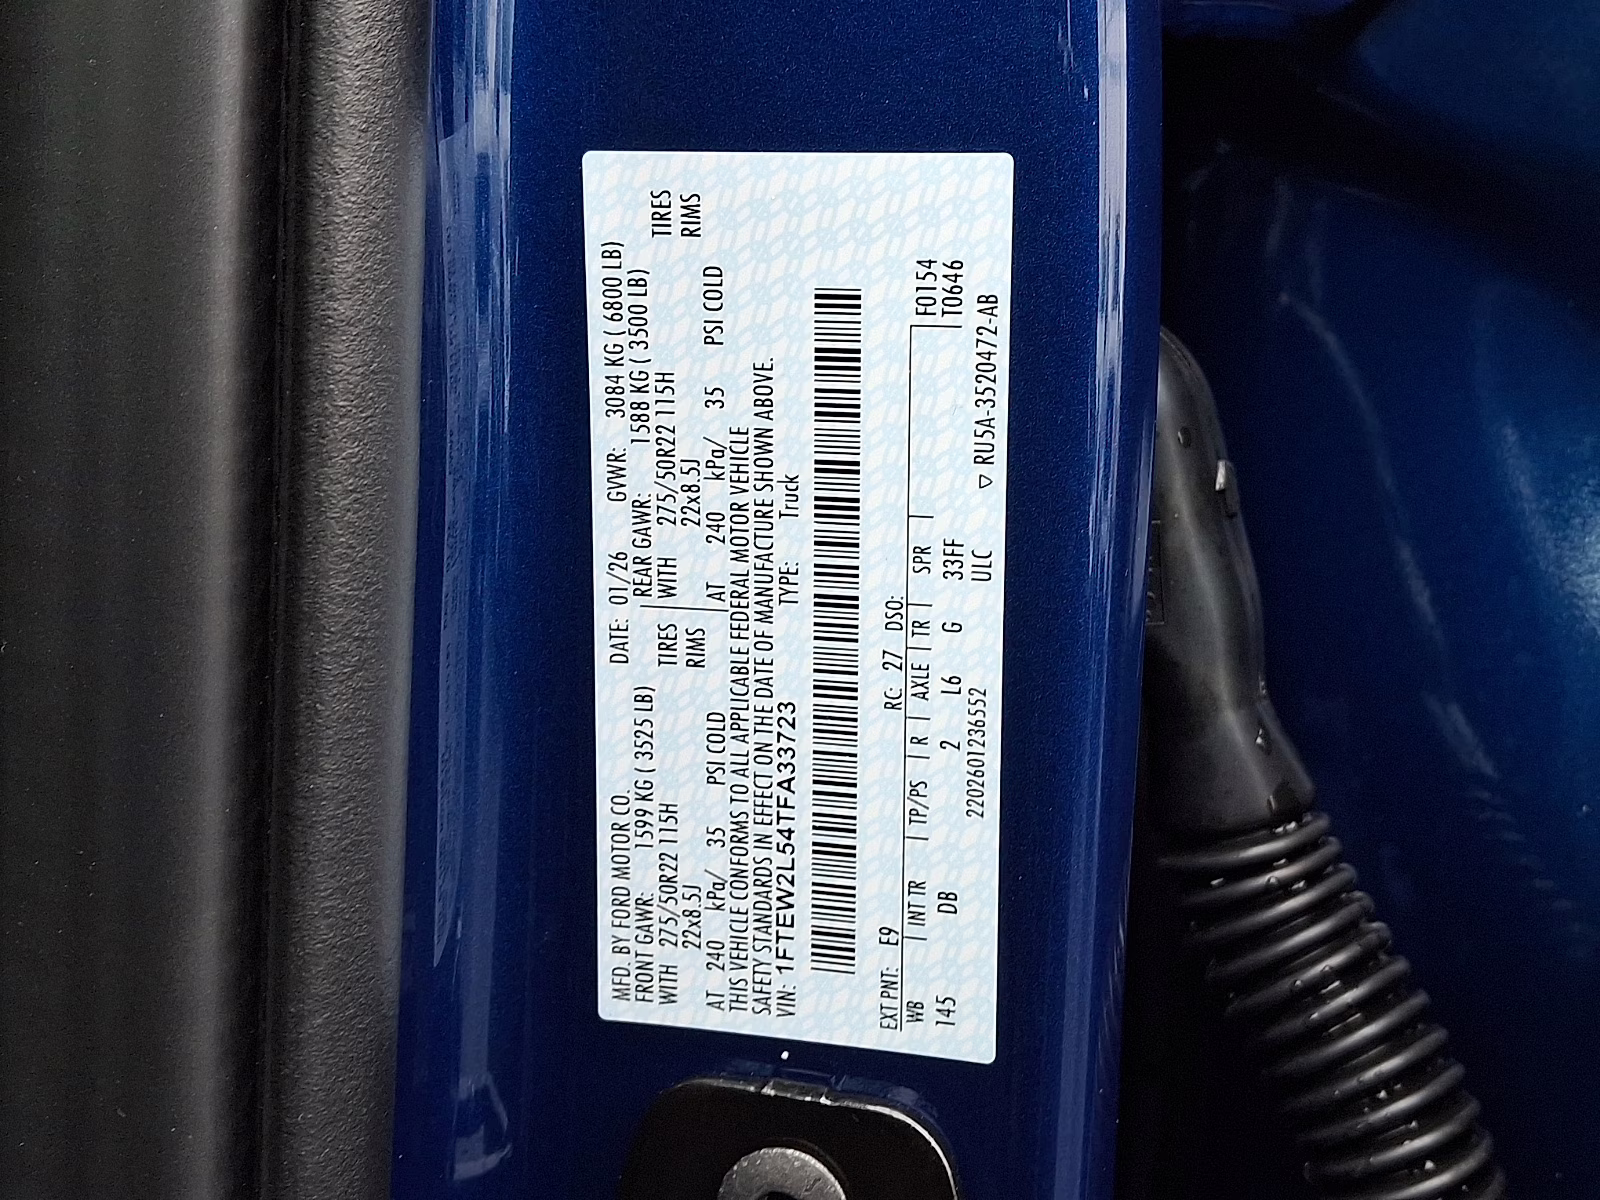 MFD. BY FORD MOTOR CO. DATE: 01/26 GVWR: 3084 KG ( 6800 LB)
FRONT GAWR: 1599 KG ( 3525 LB) REAR GAWR: 1588 KG ( 3500 LB)
WITH 275/50R22 115H TIRES WITH 275/50R22 115H TIRES
22x8.5J RIMS 22x8.5J RIMS
AT 240 kPa/ 35 PSI COLD AT 240 kPa/ 35 PSI COLD
THIS VEHICLE CONFORMS TO ALL APPLICABLE FEDERAL MOTOR VEHICLE
SAFETY STANDARDS IN EFFECT ON THE DATE OF MANUFACTURE SHOWN ABOVE.
VIN: 1FTEW2L54TFA33723 TYPE: Truck
EXT PNT: E9 RC: 27 DSO:
WB INT TR TP/PS R AXLE TR SPR F0154
145 DB 2 L6 G 33FF T0646
2202601236552 ULC ▽ RU5A-3520472-AB